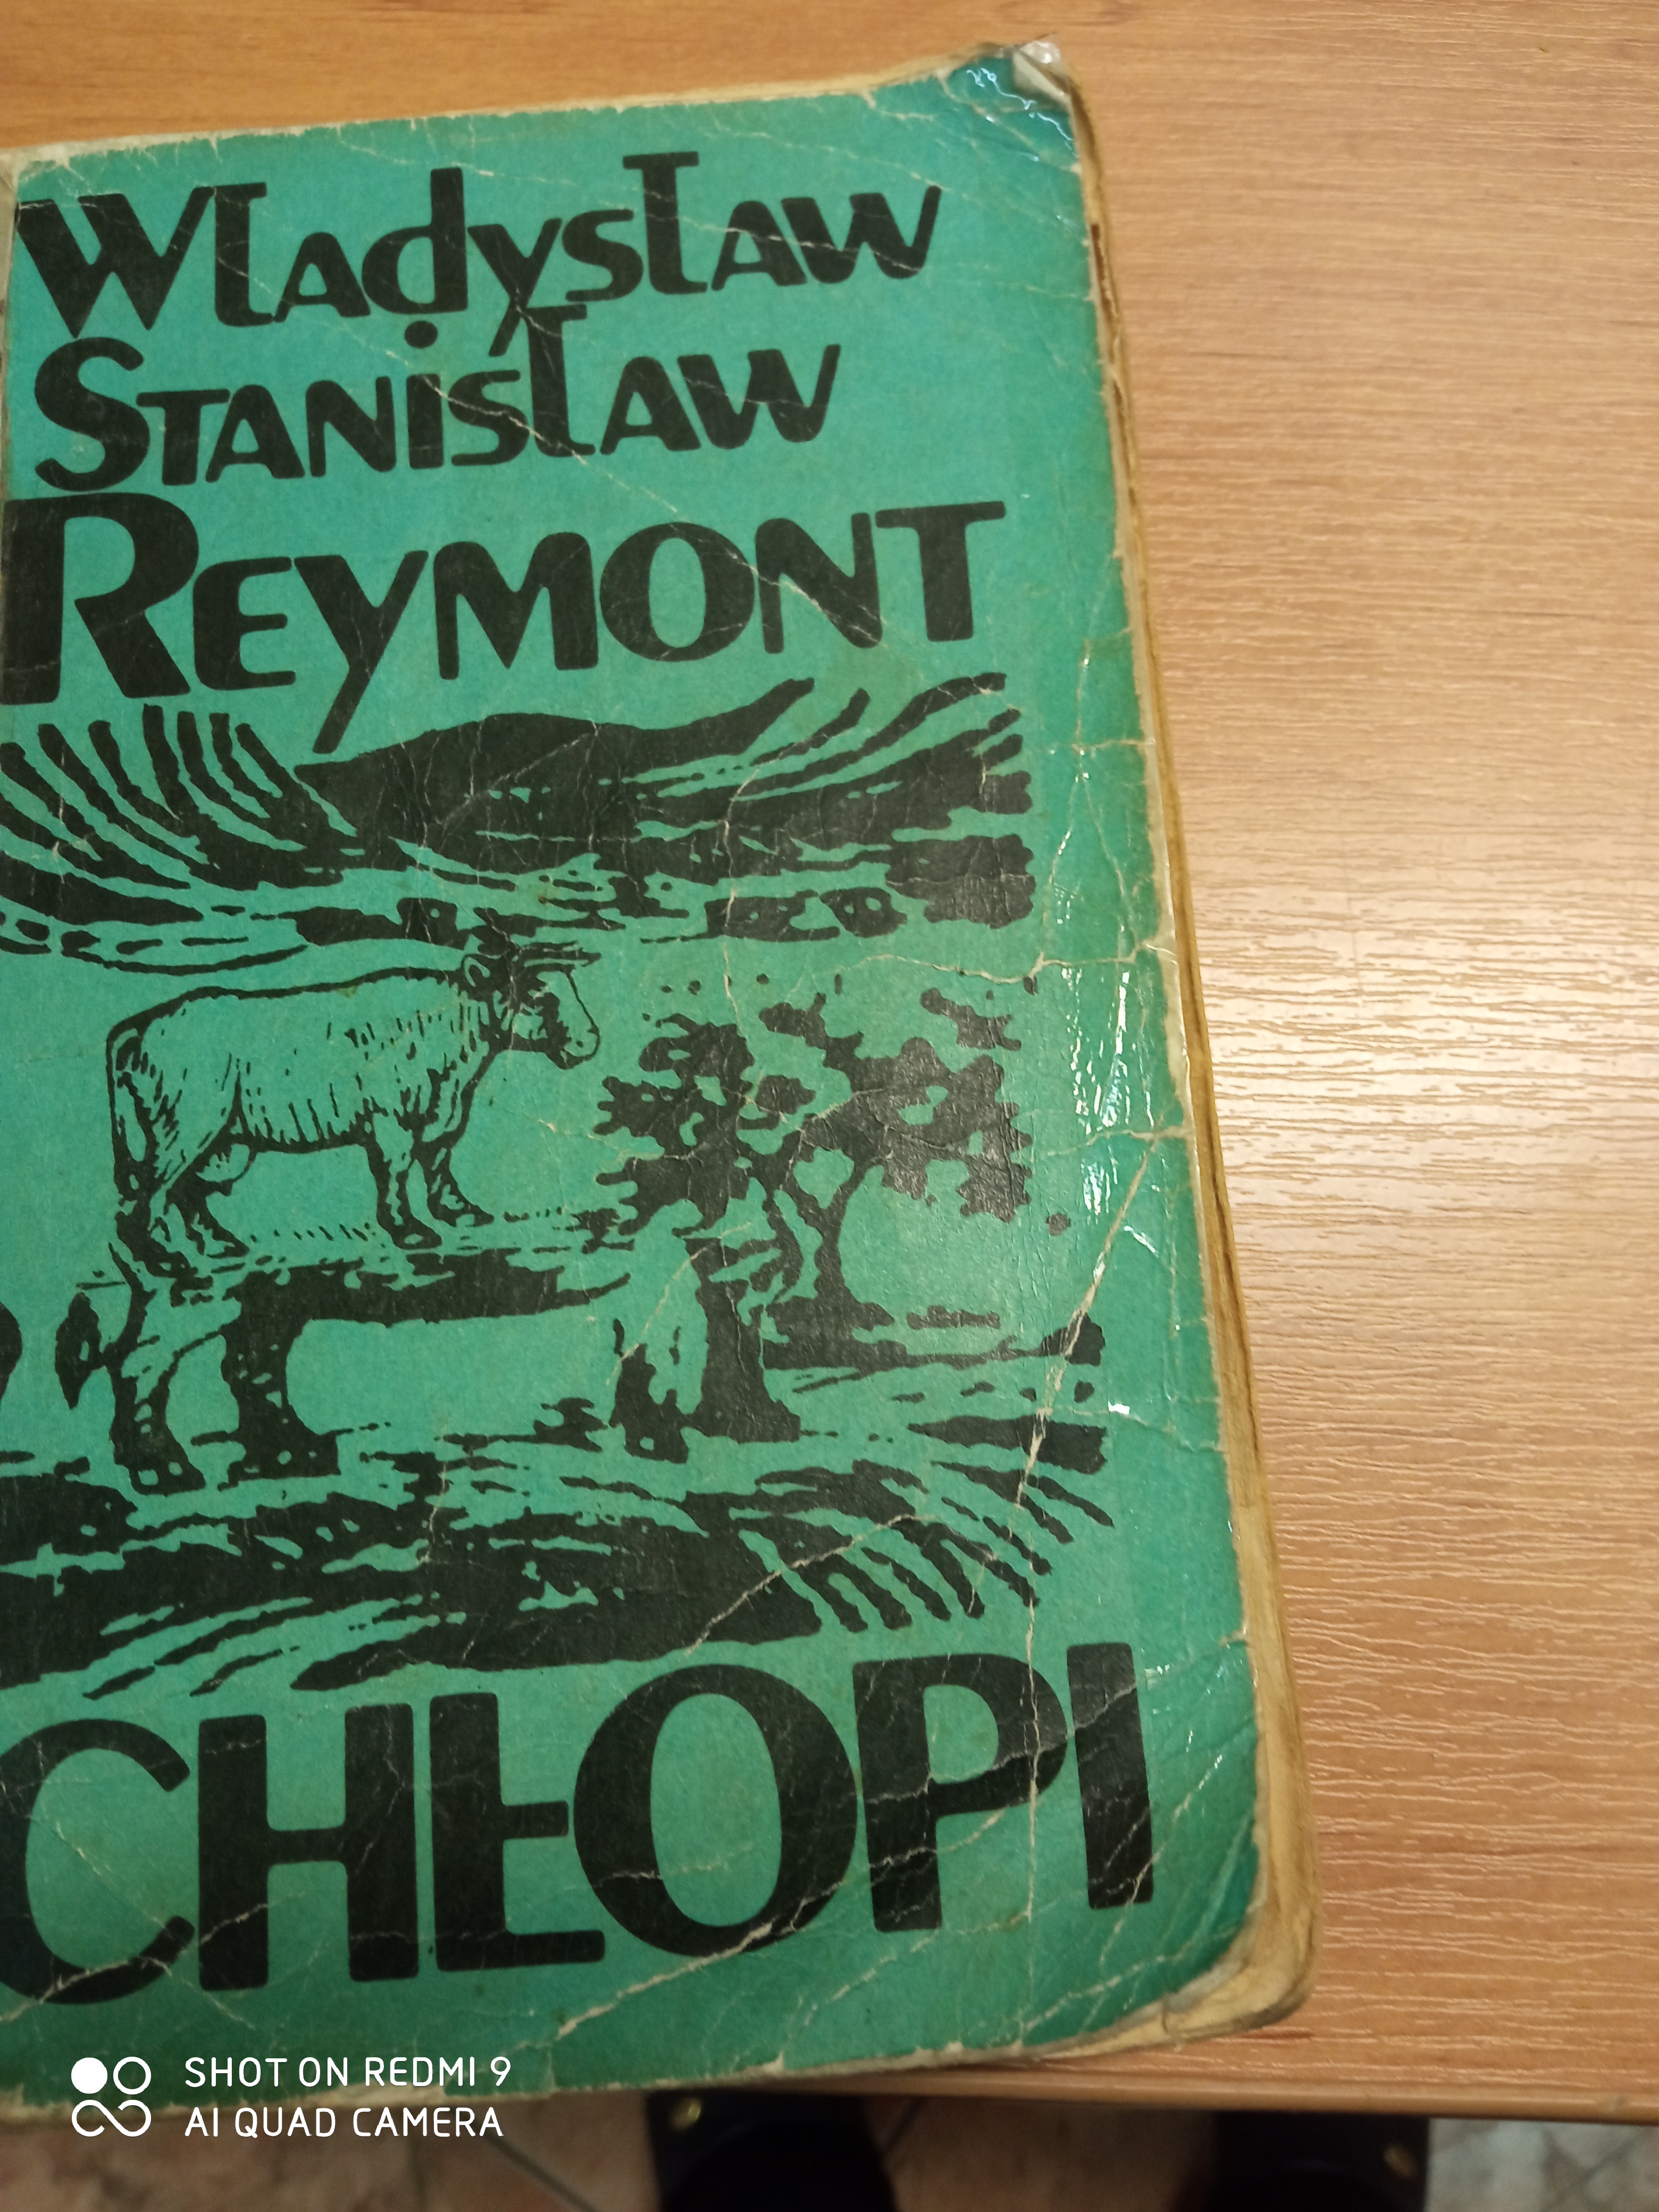 Władysław
Stanisław
Reymont
CHŁOPI
SHOT ON REDMI 9
AI QUAD CAMERA